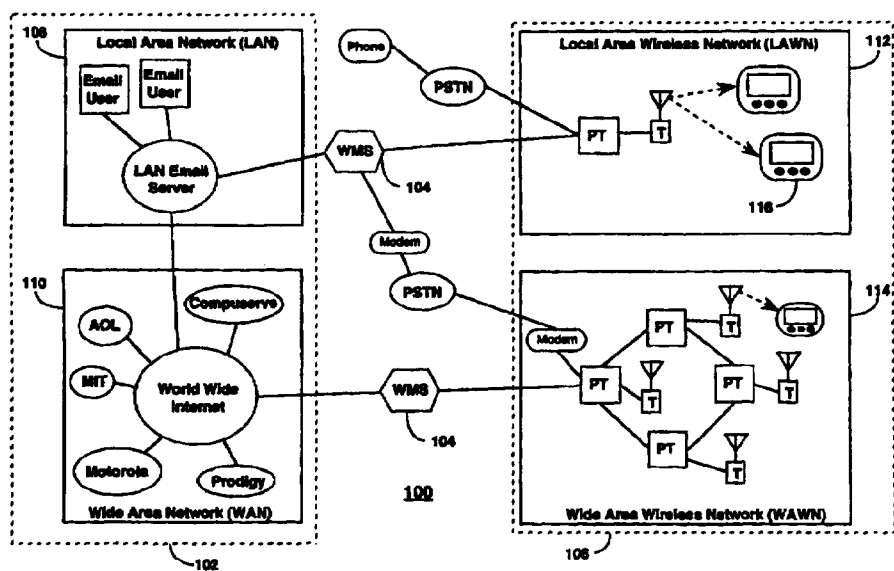 108
Local Area Network (LAN)
Email
User
Email
User
LAN Email
Server
Phone
PSTN
WMS
104
Modem
PSTN
Modem
Local Area Wireless Network (LAWN)
112
PT
T
116
110
Compuserve
AOL
MIT
World Wide
Internet
Motorola
Prodigy
Wide Area Network (WAN)
102
WMS
104
100
114
PT
T
PT
T
PT
T
PT
T
Wide Area Wireless Network (WAWN)
106